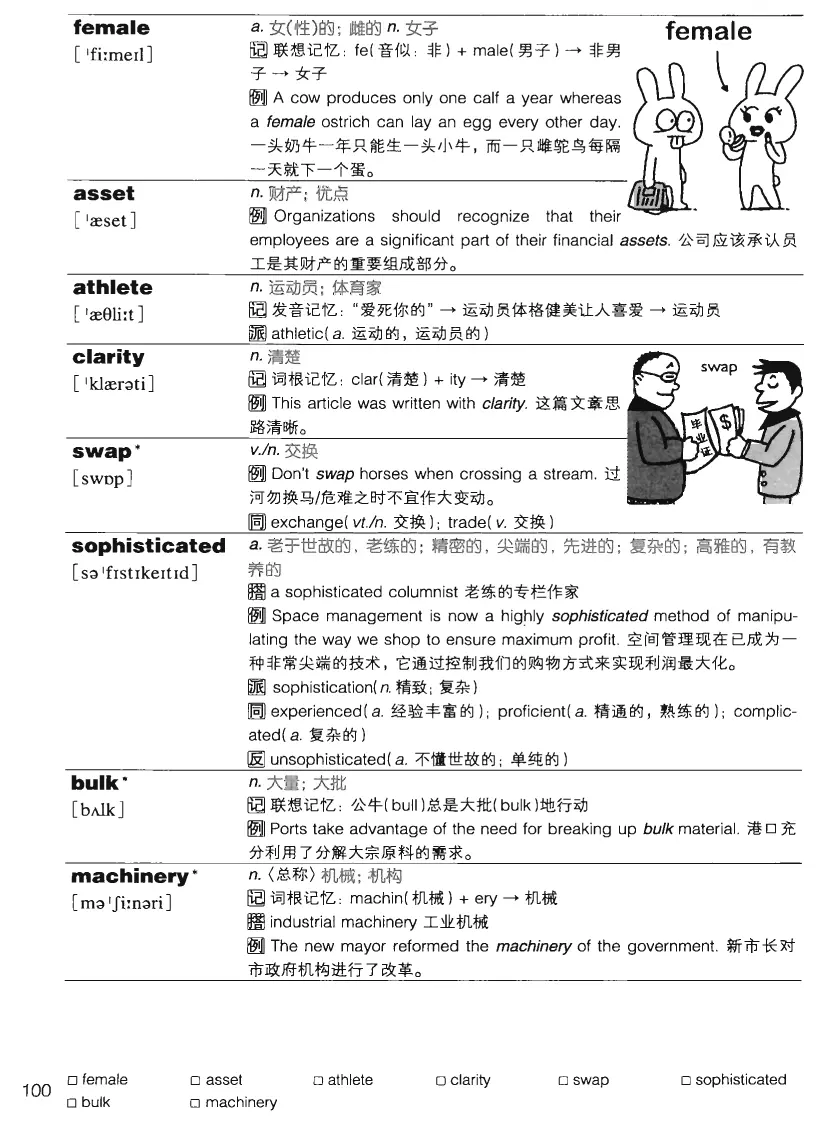 female
[ ˈfiːmeɪl ]
a. 女(性)的; 雌的 n. 女子
[记] 联想记忆: fe( 音似: 非 ) + male( 男子 ) → 非男
子 → 女子
[例] A cow produces only one calf a year whereas
a female ostrich can lay an egg every other day.
一头奶牛一年只能生一头小牛，而一只雌鸵鸟每隔
一天就下一个蛋。
female
asset
[ ˈæset ]
n. 财产; 优点
[例] Organizations should recognize that their
employees are a significant part of their financial assets. 公司应该承认员
工是其财产的重要组成部分。
athlete
[ ˈæθliːt ]
n. 运动员; 体育家
[记] 发音记忆: “爱死你的” → 运动员体格健美让人喜爱 → 运动员
[派] athletic( a. 运动的，运动员的 )
clarity
[ ˈklærəti ]
n. 清楚
[记] 词根记忆: clar( 清楚 ) + ity → 清楚
[例] This article was written with clarity. 这篇文章思
路清晰。
swap
毕业证
$
swap*
[ swɒp ]
v./n. 交换
[例] Don't swap horses when crossing a stream. 过
河勿换马/危难之时不宜作大变动。
[同] exchange( vt./n. 交换 ); trade( v. 交换 )
sophisticated
[ səˈfɪstɪkeɪtɪd ]
a. 老于世故的, 老练的; 精密的, 尖端的, 先进的; 复杂的; 高雅的, 有教
养的
[搭] a sophisticated columnist 老练的专栏作家
[例] Space management is now a highly sophisticated method of manipu-
lating the way we shop to ensure maximum profit. 空间管理现在已成为一
种非常尖端的技术，它通过控制我们的购物方式来实现利润最大化。
[派] sophistication( n. 精致; 复杂 )
[同] experienced( a. 经验丰富的 ); proficient( a. 精通的，熟练的 ); complic-
ated( a. 复杂的 )
[反] unsophisticated( a. 不懂世故的; 单纯的 )
bulk*
[ bʌlk ]
n. 大量; 大批
[记] 联想记忆: 公牛( bull )总是大批( bulk )地行动
[例] Ports take advantage of the need for breaking up bulk material. 港口充
分利用了分解大宗原料的需求。
machinery*
[ məˈʃiːnəri ]
n.〈总称〉机械; 机构
[记] 词根记忆: machin( 机械 ) + ery → 机械
[搭] industrial machinery 工业机械
[例] The new mayor reformed the machinery of the government. 新市长对
市政府机构进行了改革。
100
□ female □ asset □ athlete □ clarity □ swap □ sophisticated
□ bulk □ machinery